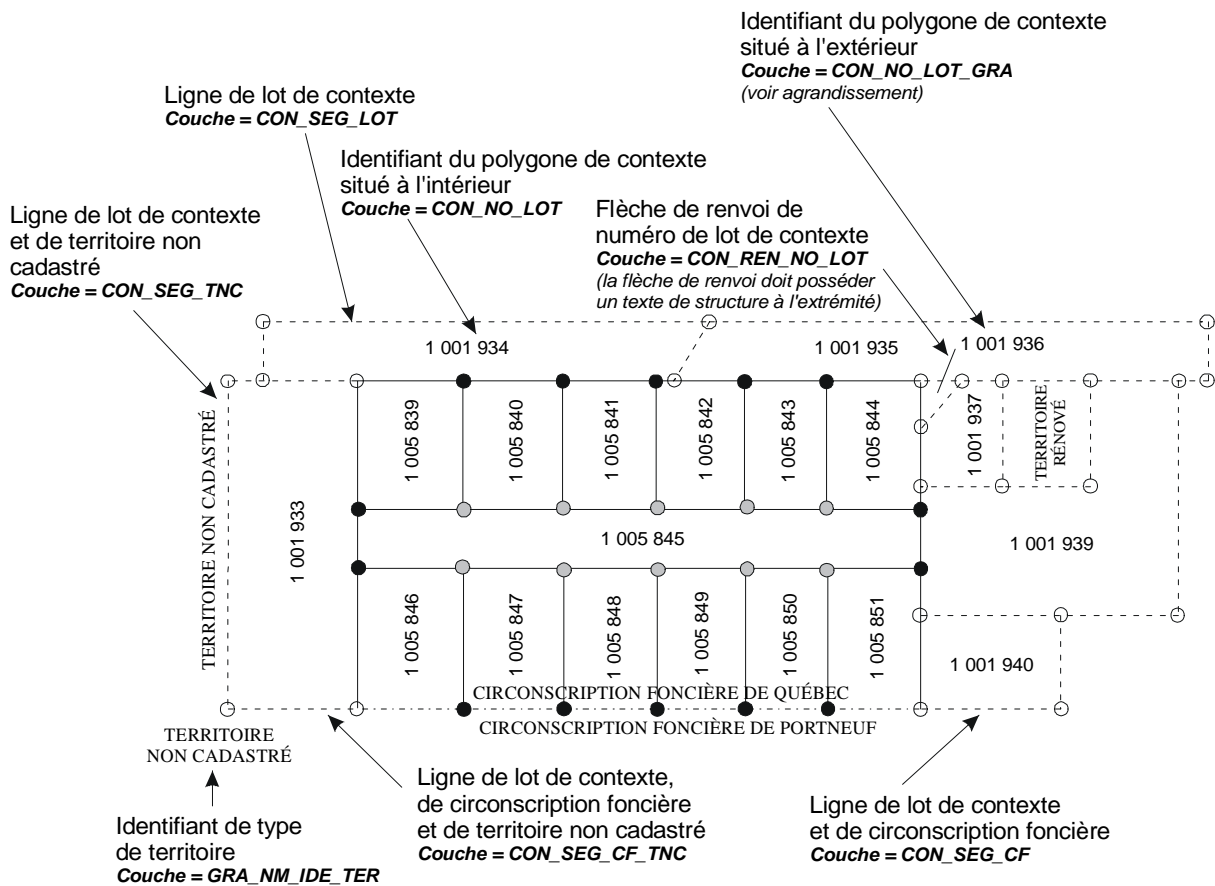 Identifiant du polygone de contexte
situé à l'extérieur
Couche = CON_NO_LOT_GRA
(voir agrandissement)
Ligne de lot de contexte
Couche = CON_SEG_LOT
Identifiant du polygone de contexte
situé à l'intérieur
Couche = CON_NO_LOT
Ligne de lot de contexte
et de territoire non
cadastré
Couche = CON_SEG_TNC
Flèche de renvoi de
numéro de lot de contexte
Couche = CON_REN_NO_LOT
(la flèche de renvoi doit posséder
un texte de structure à l'extrémité)
1 001 934
1 001 935
1 001 936
TERRITOIRE NON CADASTRÉ
1 001 933
1 005 839
1 005 840
1 005 841
1 005 842
1 005 843
1 005 844
1 001 937
TERRITOIRE
RÉNOVÉ
1 005 845
1 001 939
1 005 846
1 005 847
1 005 848
1 005 849
1 005 850
1 005 851
1 001 940
CIRCONSCRIPTION FONCIÈRE DE QUÉBEC
CIRCONSCRIPTION FONCIÈRE DE PORTNEUF
TERRITOIRE
NON CADASTRÉ
Identifiant de type
de territoire
Couche = GRA_NM_IDE_TER
Ligne de lot de contexte,
de circonscription foncière
et de territoire non cadastré
Couche = CON_SEG_CF_TNC
Ligne de lot de contexte
et de circonscription foncière
Couche = CON_SEG_CF